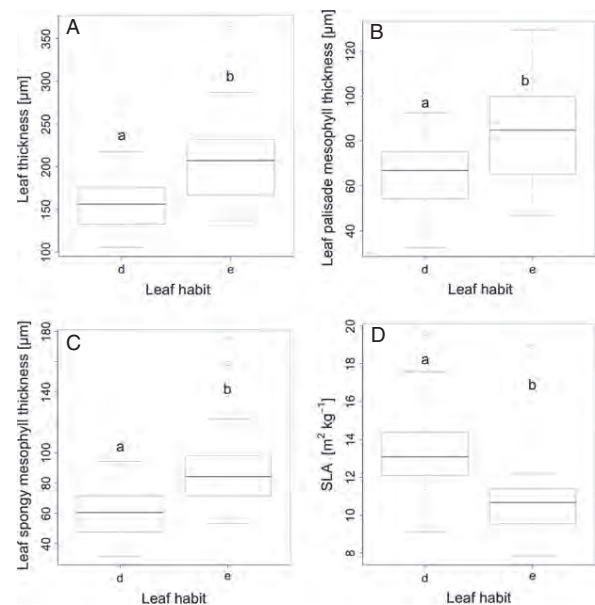 A
Leaf thickness [µm]
100 150 200 250 300 350
a
b
d e
Leaf habit
B
Leaf palisade mesophyll thickness [µm]
40 60 80 100 120
a
b
d e
Leaf habit
C
Leaf spongy mesophyll thickness [µm]
40 60 80 100 140 180
a
b
d e
Leaf habit
D
SLA [m² kg⁻¹]
8 10 12 14 16 18 20
a
b
d e
Leaf habit